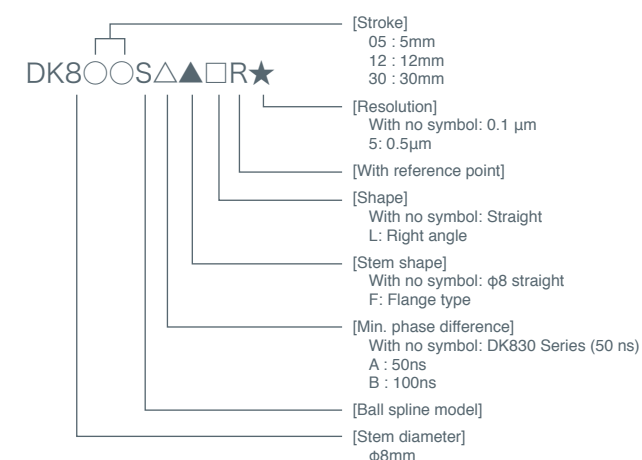 [Stroke]
05 : 5mm
12 : 12mm
30 : 30mm
DK8○○S△▲□R★
[Resolution]
With no symbol: 0.1 μm
5: 0.5μm
[With reference point]
[Shape]
With no symbol: Straight
L: Right angle
[Stem shape]
With no symbol: φ8 straight
F: Flange type
[Min. phase difference]
With no symbol: DK830 Series (50 ns)
A : 50ns
B : 100ns
[Ball spline model]
[Stem diameter]
φ8mm